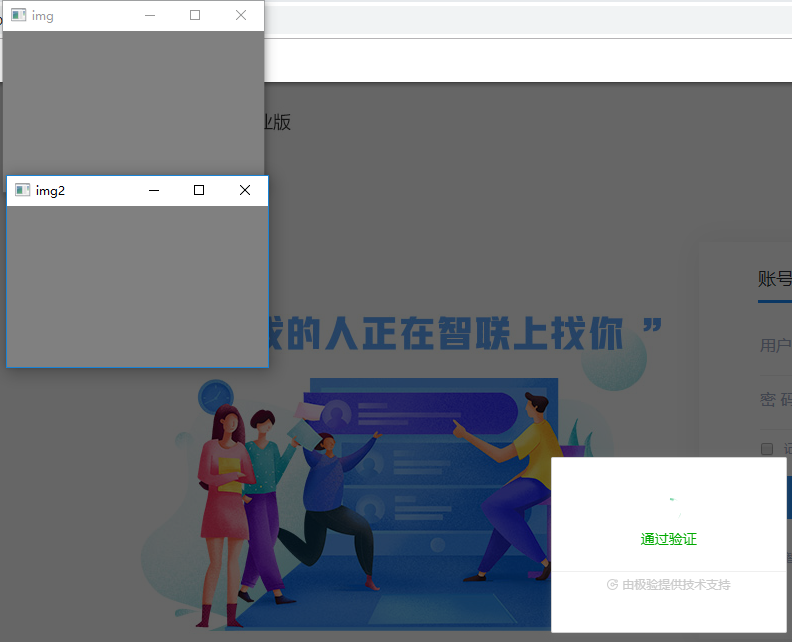 img
业版
img2
的人正在智联上找你 ”
账号
用户
密 码
记
通过验证
由极验提供技术支持